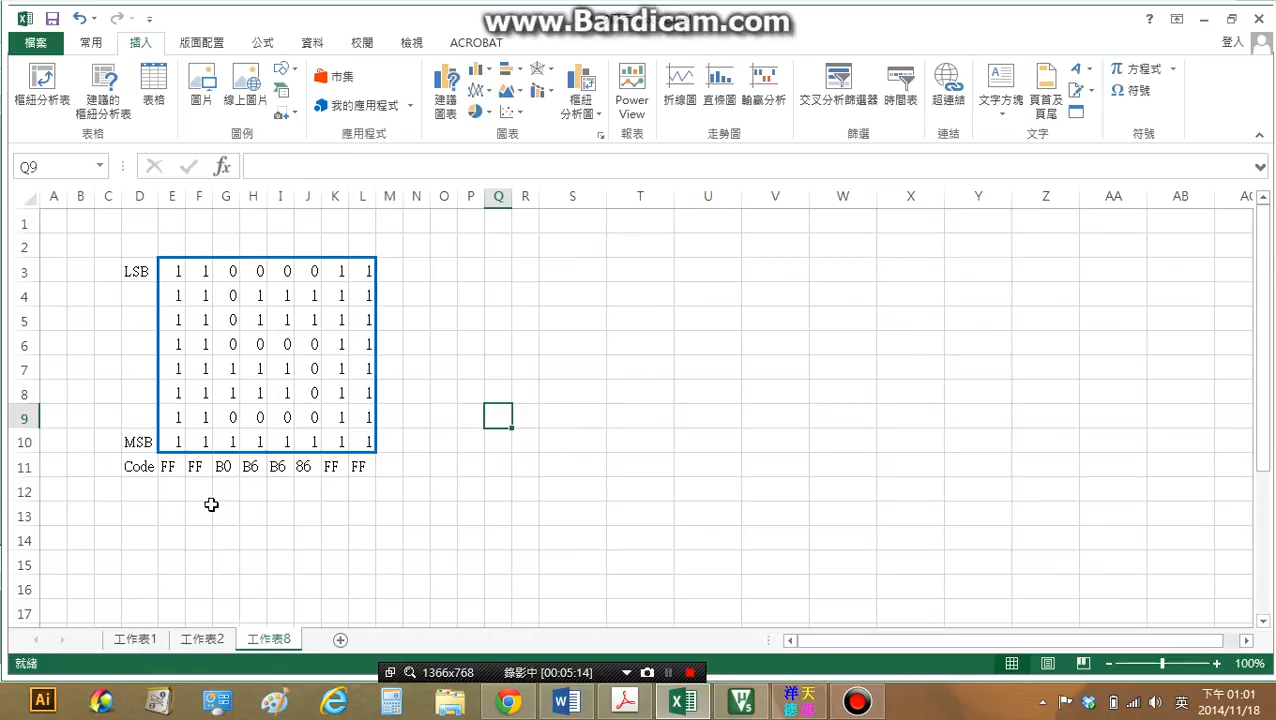 www.Bandicam.com
檔案 常用 插入 版面配置 公式 資料 校閱 檢視 ACROBAT 登入
樞紐分析表 建議的 樞紐分析表 表格 圖片 線上圖片 市集 我的應用程式 建議 圖表 樞紐 分析圖 Power View 折線圖 直條圖 輸贏分析 交叉分析篩選器 時間表 超連結 文字方塊 頁首及 頁尾 π 方程式 Ω 符號
表格 圖例 應用程式 圖表 報表 走勢圖 篩選 連結 文字 符號
Q9 fx
A B C D E F G H I J K L M N O P Q R S T U V W X Y Z AA AB AC
1
2
3 LSB 1 1 0 0 0 0 1 1
4 1 1 0 1 1 1 1 1
5 1 1 0 1 1 1 1 1
6 1 1 0 0 0 0 1 1
7 1 1 1 1 1 0 1 1
8 1 1 1 1 1 0 1 1
9 1 1 0 0 0 0 1 1
10 MSB 1 1 1 1 1 1 1 1
11 Code FF FF B0 B6 B6 86 FF FF
12
13
14
15
16
17
工作表1 工作表2 工作表8
就緒 100%
1366x768 錄影中 [00:05:14]
Ai 英 下午 01:01
2014/11/18